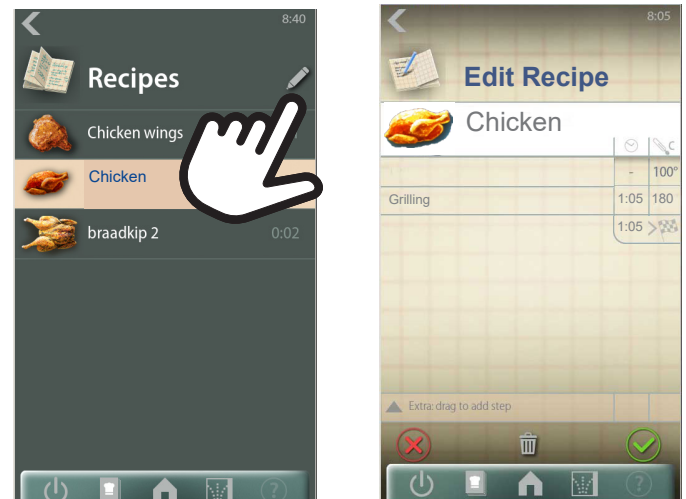 8:40
Recipes
Chicken wings
Chicken
braadkip 2 0:02
8:05
Edit Recipe
Chicken
C
- 100°
Grilling 1:05 180
1:05
Extra: drag to add step
?
?